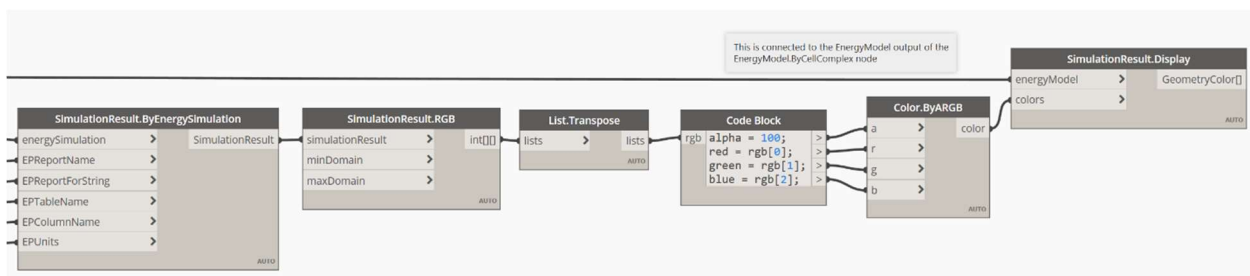 This is connected to the EnergyModel output of the
EnergyModel.ByCellComplex node
SimulationResult.Display
energyModel > GeometryColor[]
colors >
AUTO
SimulationResult.ByEnergySimulation
energySimulation > SimulationResult
EPReportName >
EPReportForString >
EPTableName >
EPColumnName >
EPUnits >
AUTO
SimulationResult.RGB
simulationResult > int[][]
minDomain >
maxDomain >
AUTO
List.Transpose
lists > lists
AUTO
Code Block
rgb alpha = 100; >
red = rgb[0]; >
green = rgb[1]; >
blue = rgb[2]; >
Color.ByARGB
a > color
r >
g >
b >
AUTO